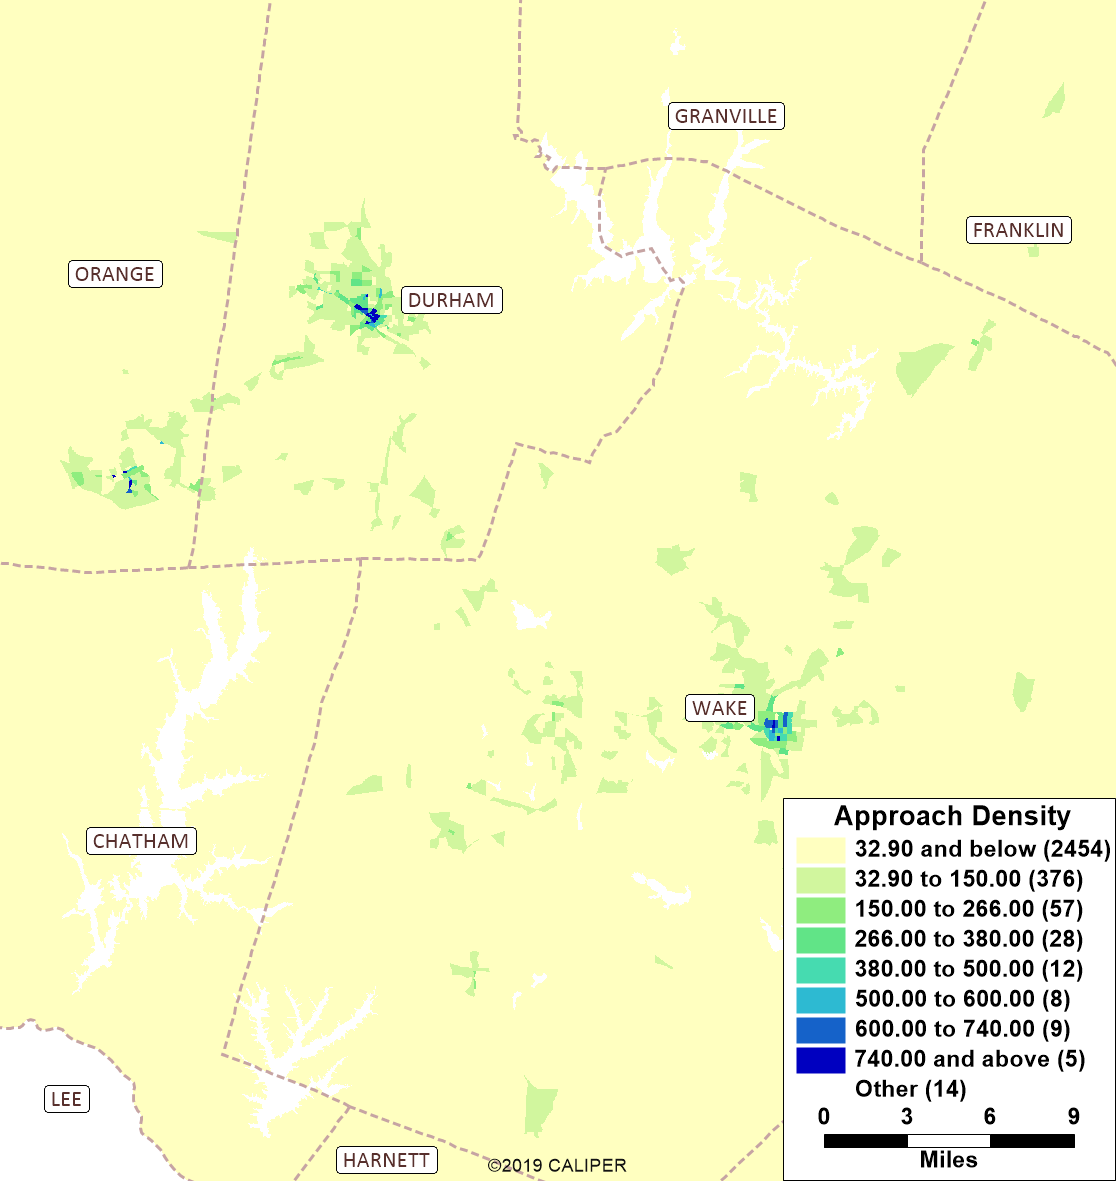 GRANVILLE
FRANKLIN
ORANGE
DURHAM
WAKE
CHATHAM
Approach Density
32.90 and below (2454)
32.90 to 150.00 (376)
150.00 to 266.00 (57)
266.00 to 380.00 (28)
380.00 to 500.00 (12)
500.00 to 600.00 (8)
600.00 to 740.00 (9)
740.00 and above (5)
Other (14)
0 3 6 9
Miles
LEE
HARNETT
©2019 CALIPER